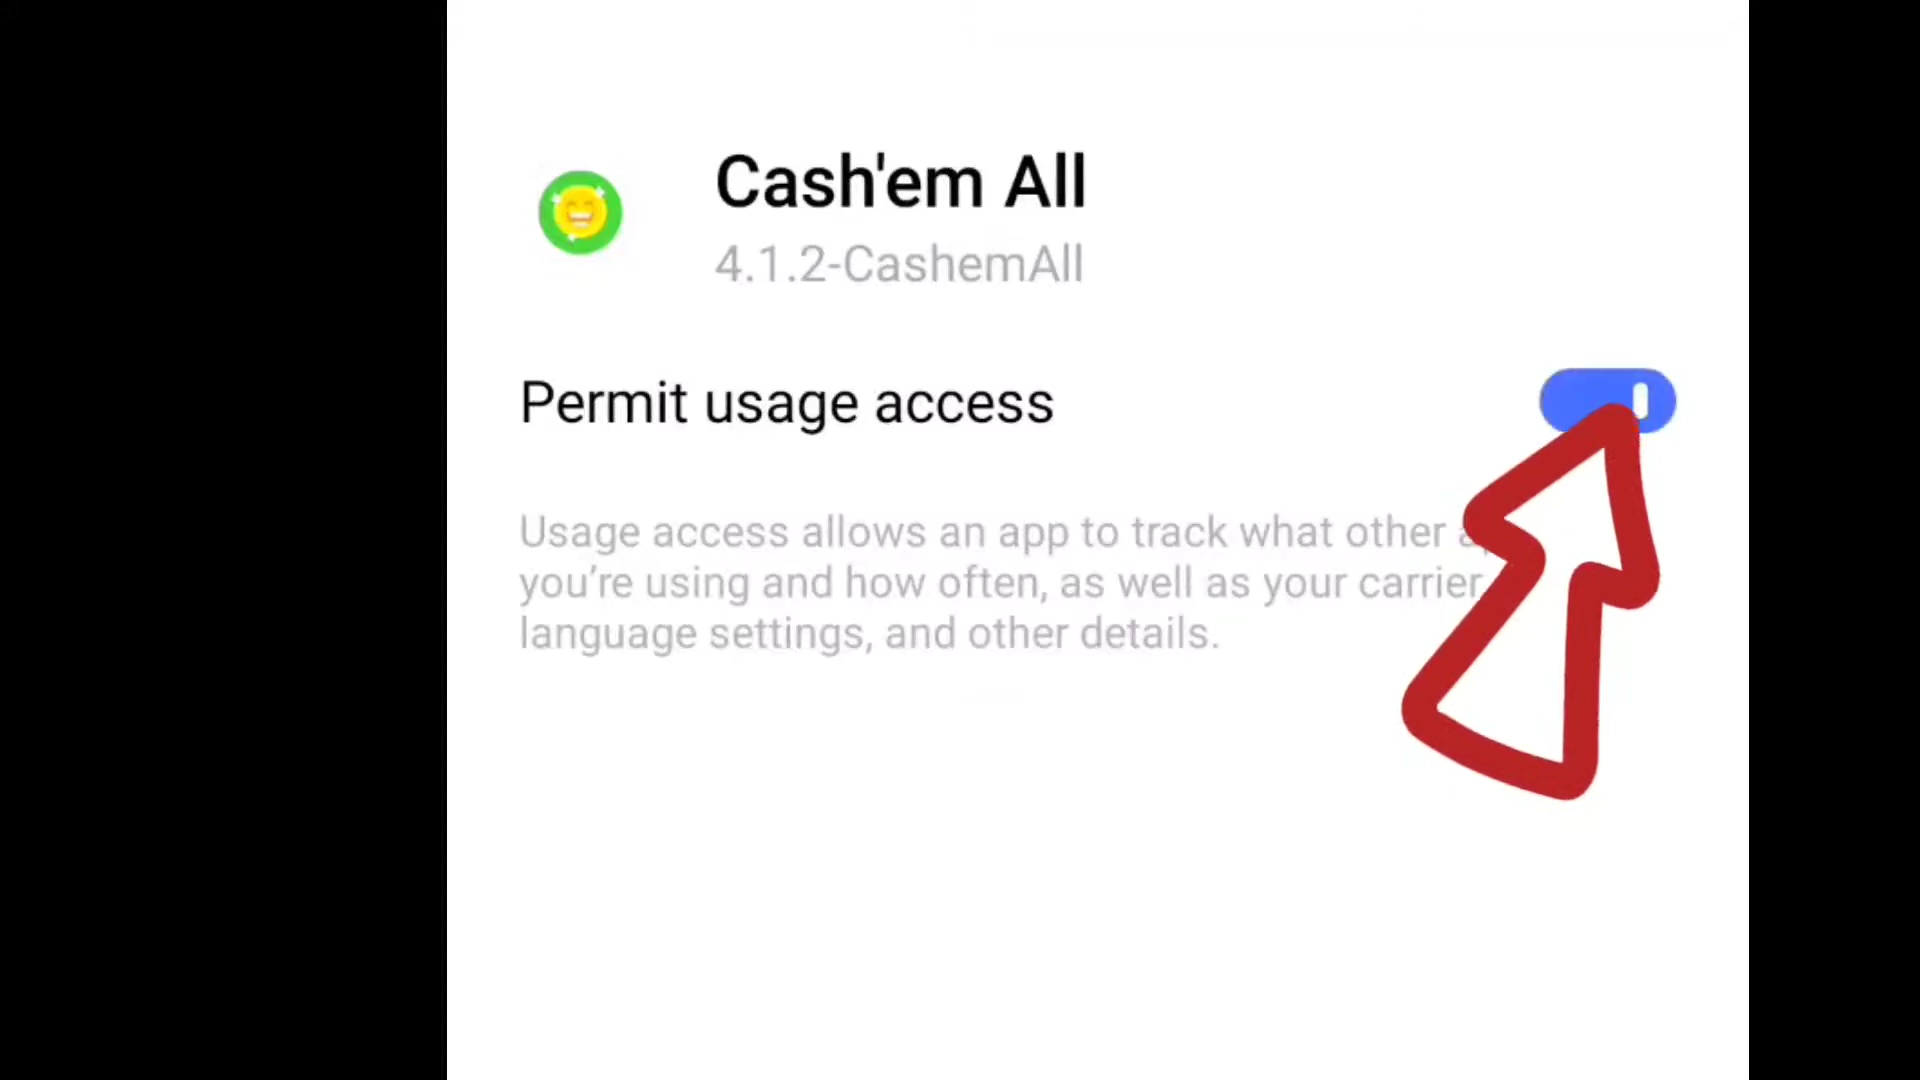 Cash'em All
4.1.2-CashemAll
Permit usage access
Usage access allows an app to track what other
you’re using and how often, as well as your carrier,
language settings, and other details.